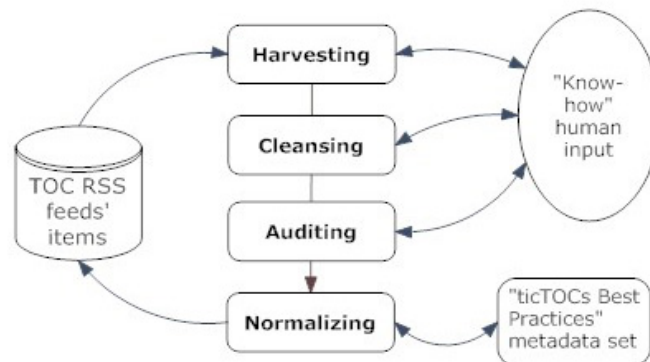 Harvesting
Cleansing
Auditing
Normalizing
TOC RSS
feeds'
items
"Know-
how"
human
input
"ticTOCs Best
Practices"
metadata set